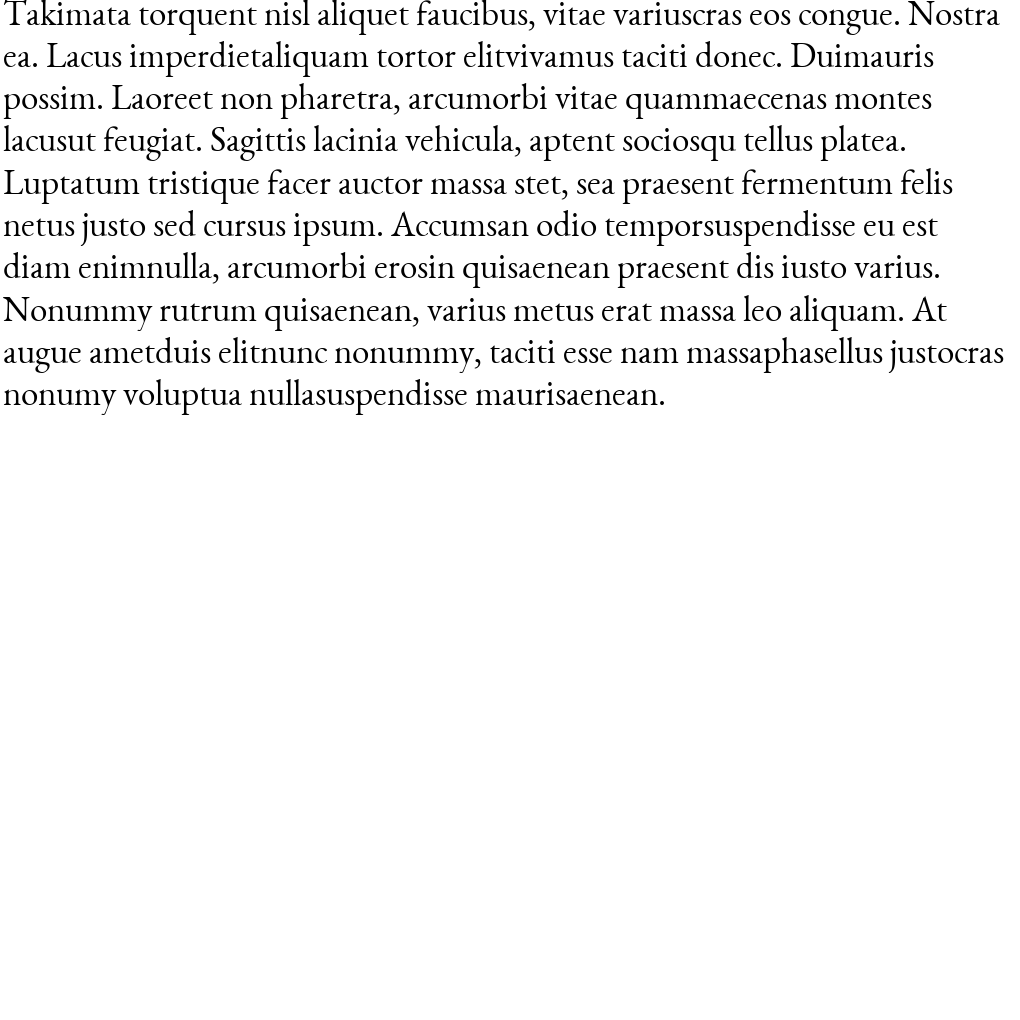 Takimata torquent nisl aliquet faucibus, vitae variuscras eos congue. Nostra
ea. Lacus imperdietaliquam tortor elitvivamus taciti donec. Duimauris
possim. Laoreet non pharetra, arcumorbi vitae quammaecenas montes
lacusut feugiat. Sagittis lacinia vehicula, aptent sociosqu tellus platea.
Luptatum tristique facer auctor massa stet, sea praesent fermentum felis
netus justo sed cursus ipsum. Accumsan odio temporsuspendisse eu est
diam enimnulla, arcumorbi erosin quisaenean praesent dis iusto varius.
Nonummy rutrum quisaenean, varius metus erat massa leo aliquam. At
augue ametduis elitnunc nonummy, taciti esse nam massaphasellus justocras
nonumy voluptua nullasuspendisse maurisaenean.